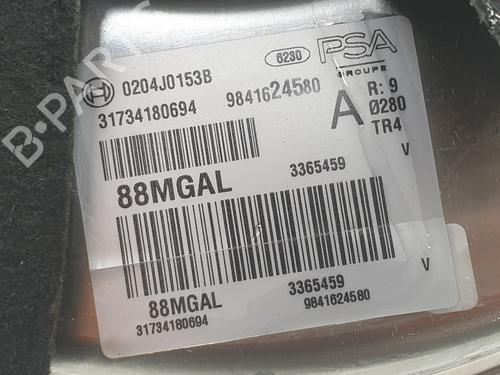 0204J0153B
6230
PSA
GROUPE
31734180694
9841624580
A
R: 9
Ø280
TR4
V
88MGAL
3365459
88MGAL
3365459
V
31734180694
9841624580
B-PARTS